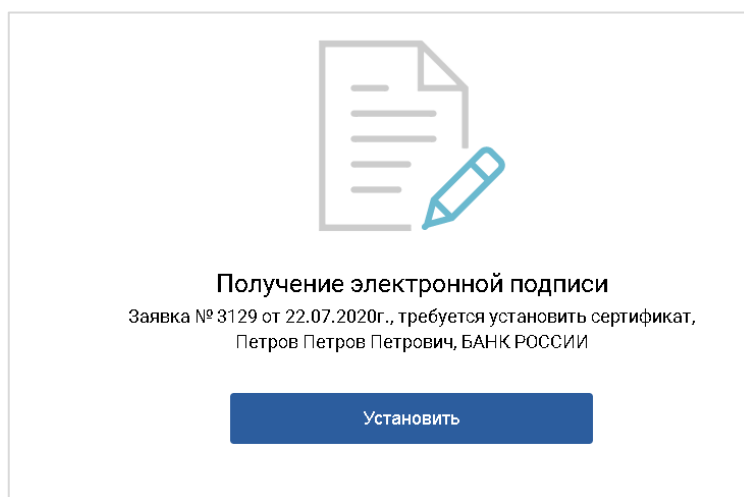 Получение электронной подписи
Заявка № 3129 от 22.07.2020г., требуется установить сертификат,
Петров Петров Петрович, БАНК РОССИИ
Установить